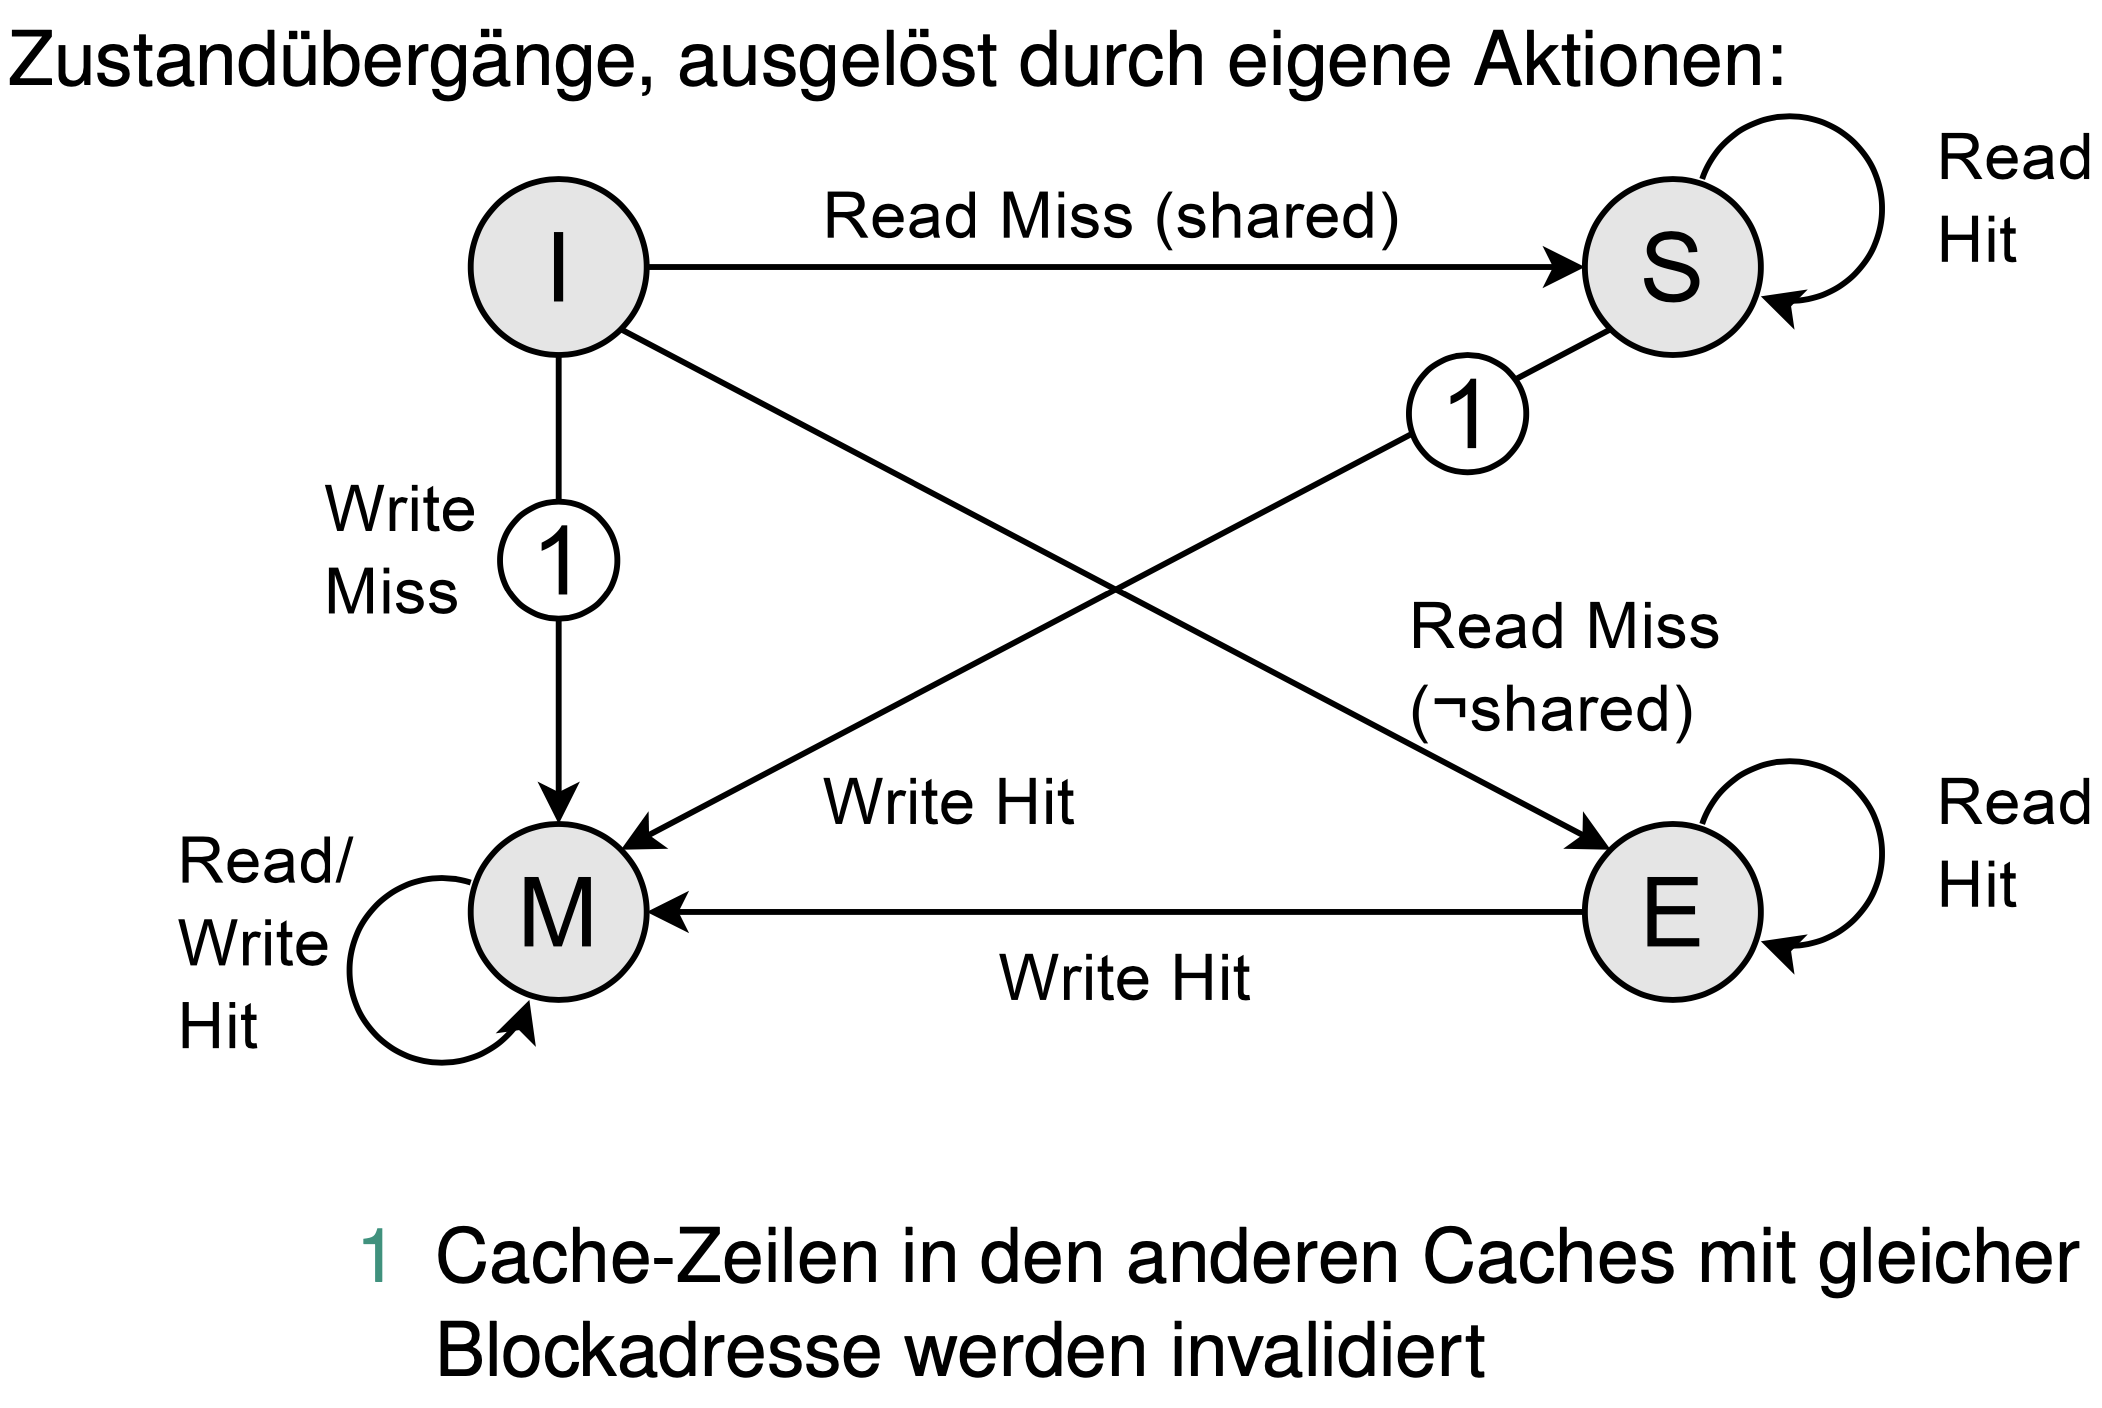 Zustandübergänge, ausgelöst durch eigene Aktionen:
Read
Hit
Read Miss (shared)
I
S
1
Write
Miss
1
Read Miss
(¬shared)
Write Hit
Read/
Write
Hit
M
E
Read
Hit
Write Hit
1 Cache-Zeilen in den anderen Caches mit gleicher
Blockadresse werden invalidiert